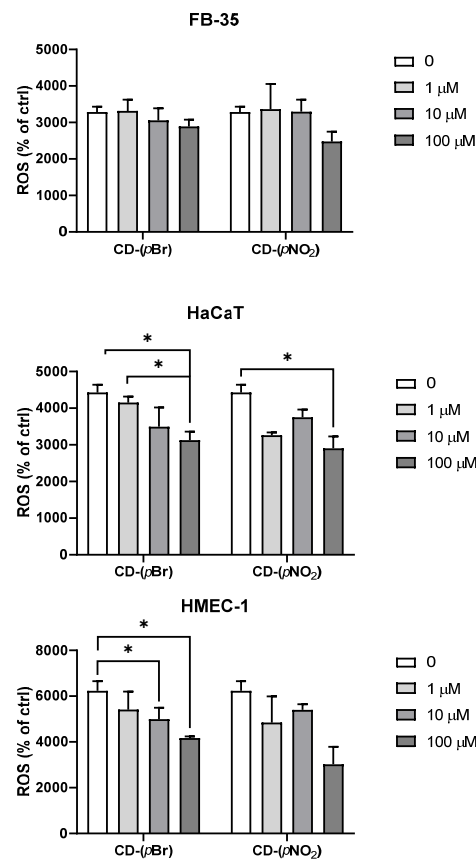 FB-35
5000
4000
3000
2000
1000
0
ROS (% of ctrl)
CD-(pBr)
CD-(pNO₂)
0
1 µM
10 µM
100 µM
HaCaT
*
*
*
5000
4000
3000
2000
1000
0
ROS (% of ctrl)
CD-(pBr)
CD-(pNO₂)
0
1 µM
10 µM
100 µM
HMEC-1
*
*
8000
6000
4000
2000
0
ROS (% of ctrl)
CD-(pBr)
CD-(pNO₂)
0
1 µM
10 µM
100 µM